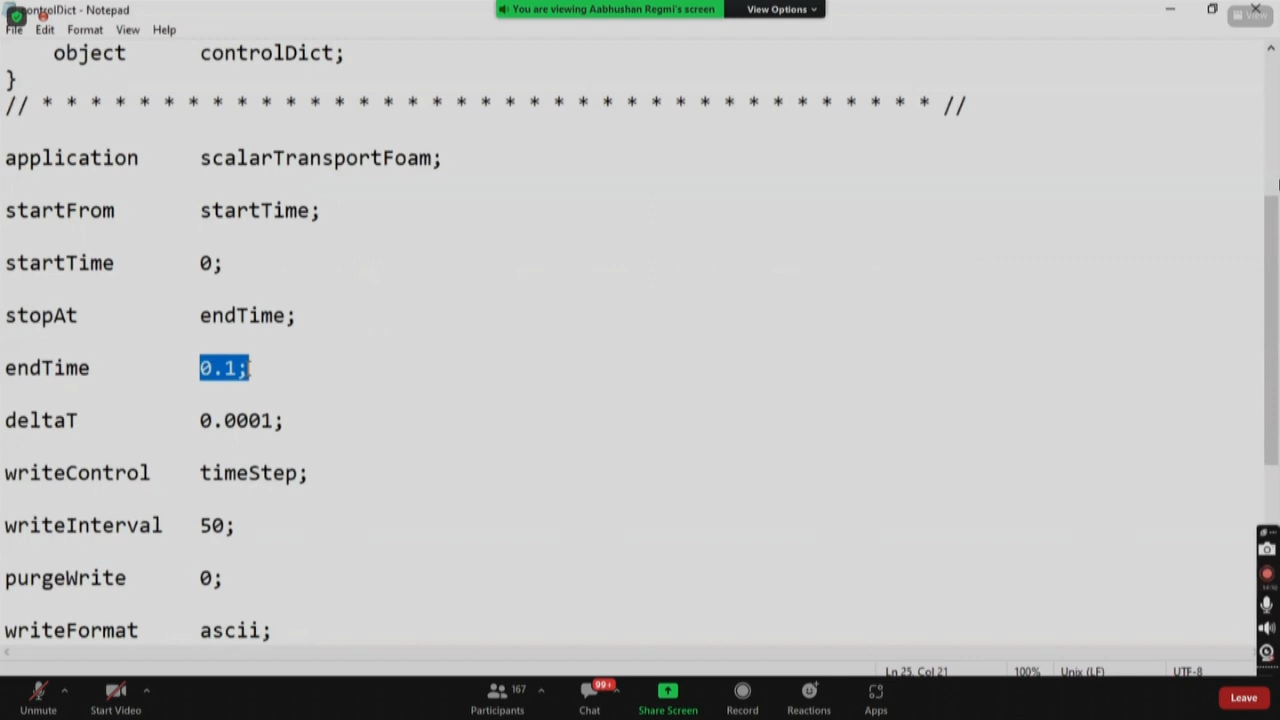 controlDict - Notepad
You are viewing Aabhushan Regmi's screen
View Options
View
File Edit Format View Help
object controlDict;
}
// * * * * * * * * * * * * * * * * * * * * * * * * * * * * * * * * * * * * * //
application scalarTransportFoam;
startFrom startTime;
startTime 0;
stopAt endTime;
endTime 0.1;
deltaT 0.0001;
writeControl timeStep;
writeInterval 50;
purgeWrite 0;
writeFormat ascii;
Ln 25, Col 21 100% Unix (LF) UTF-8
167 99+
Unmute Start Video Participants Chat Share Screen Record Reactions Apps Leave